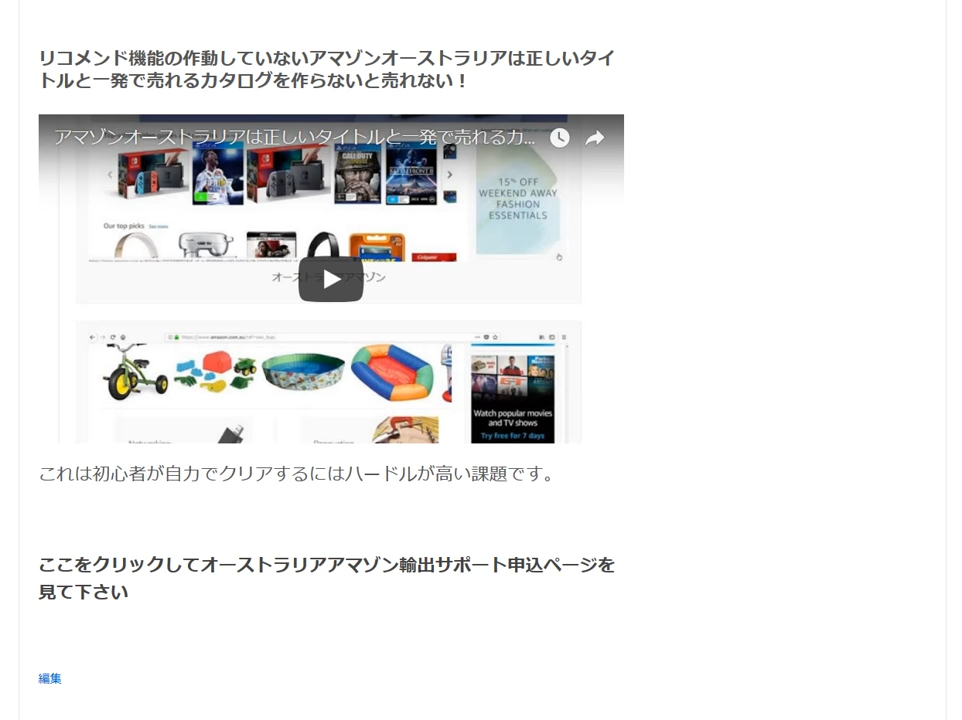 リコメンド機能の作動していないアマゾンオーストラリアは正しいタイ
トルと一発で売れるカタログを作らないと売れない！
アマゾンオーストラリアは正しいタイトルと一発で売れる力...
15% OFF
WEEKEND AWAY
FASHION
ESSENTIALS
Our top picks See more
オーストラリアアマゾン
Watch popular movies
and TV shows
Try free for 7 days
これは初心者が自力でクリアするにはハードルが高い課題です。
ここをクリックしてオーストラリアアマゾン輸出サポート申込ページを
見て下さい
編集